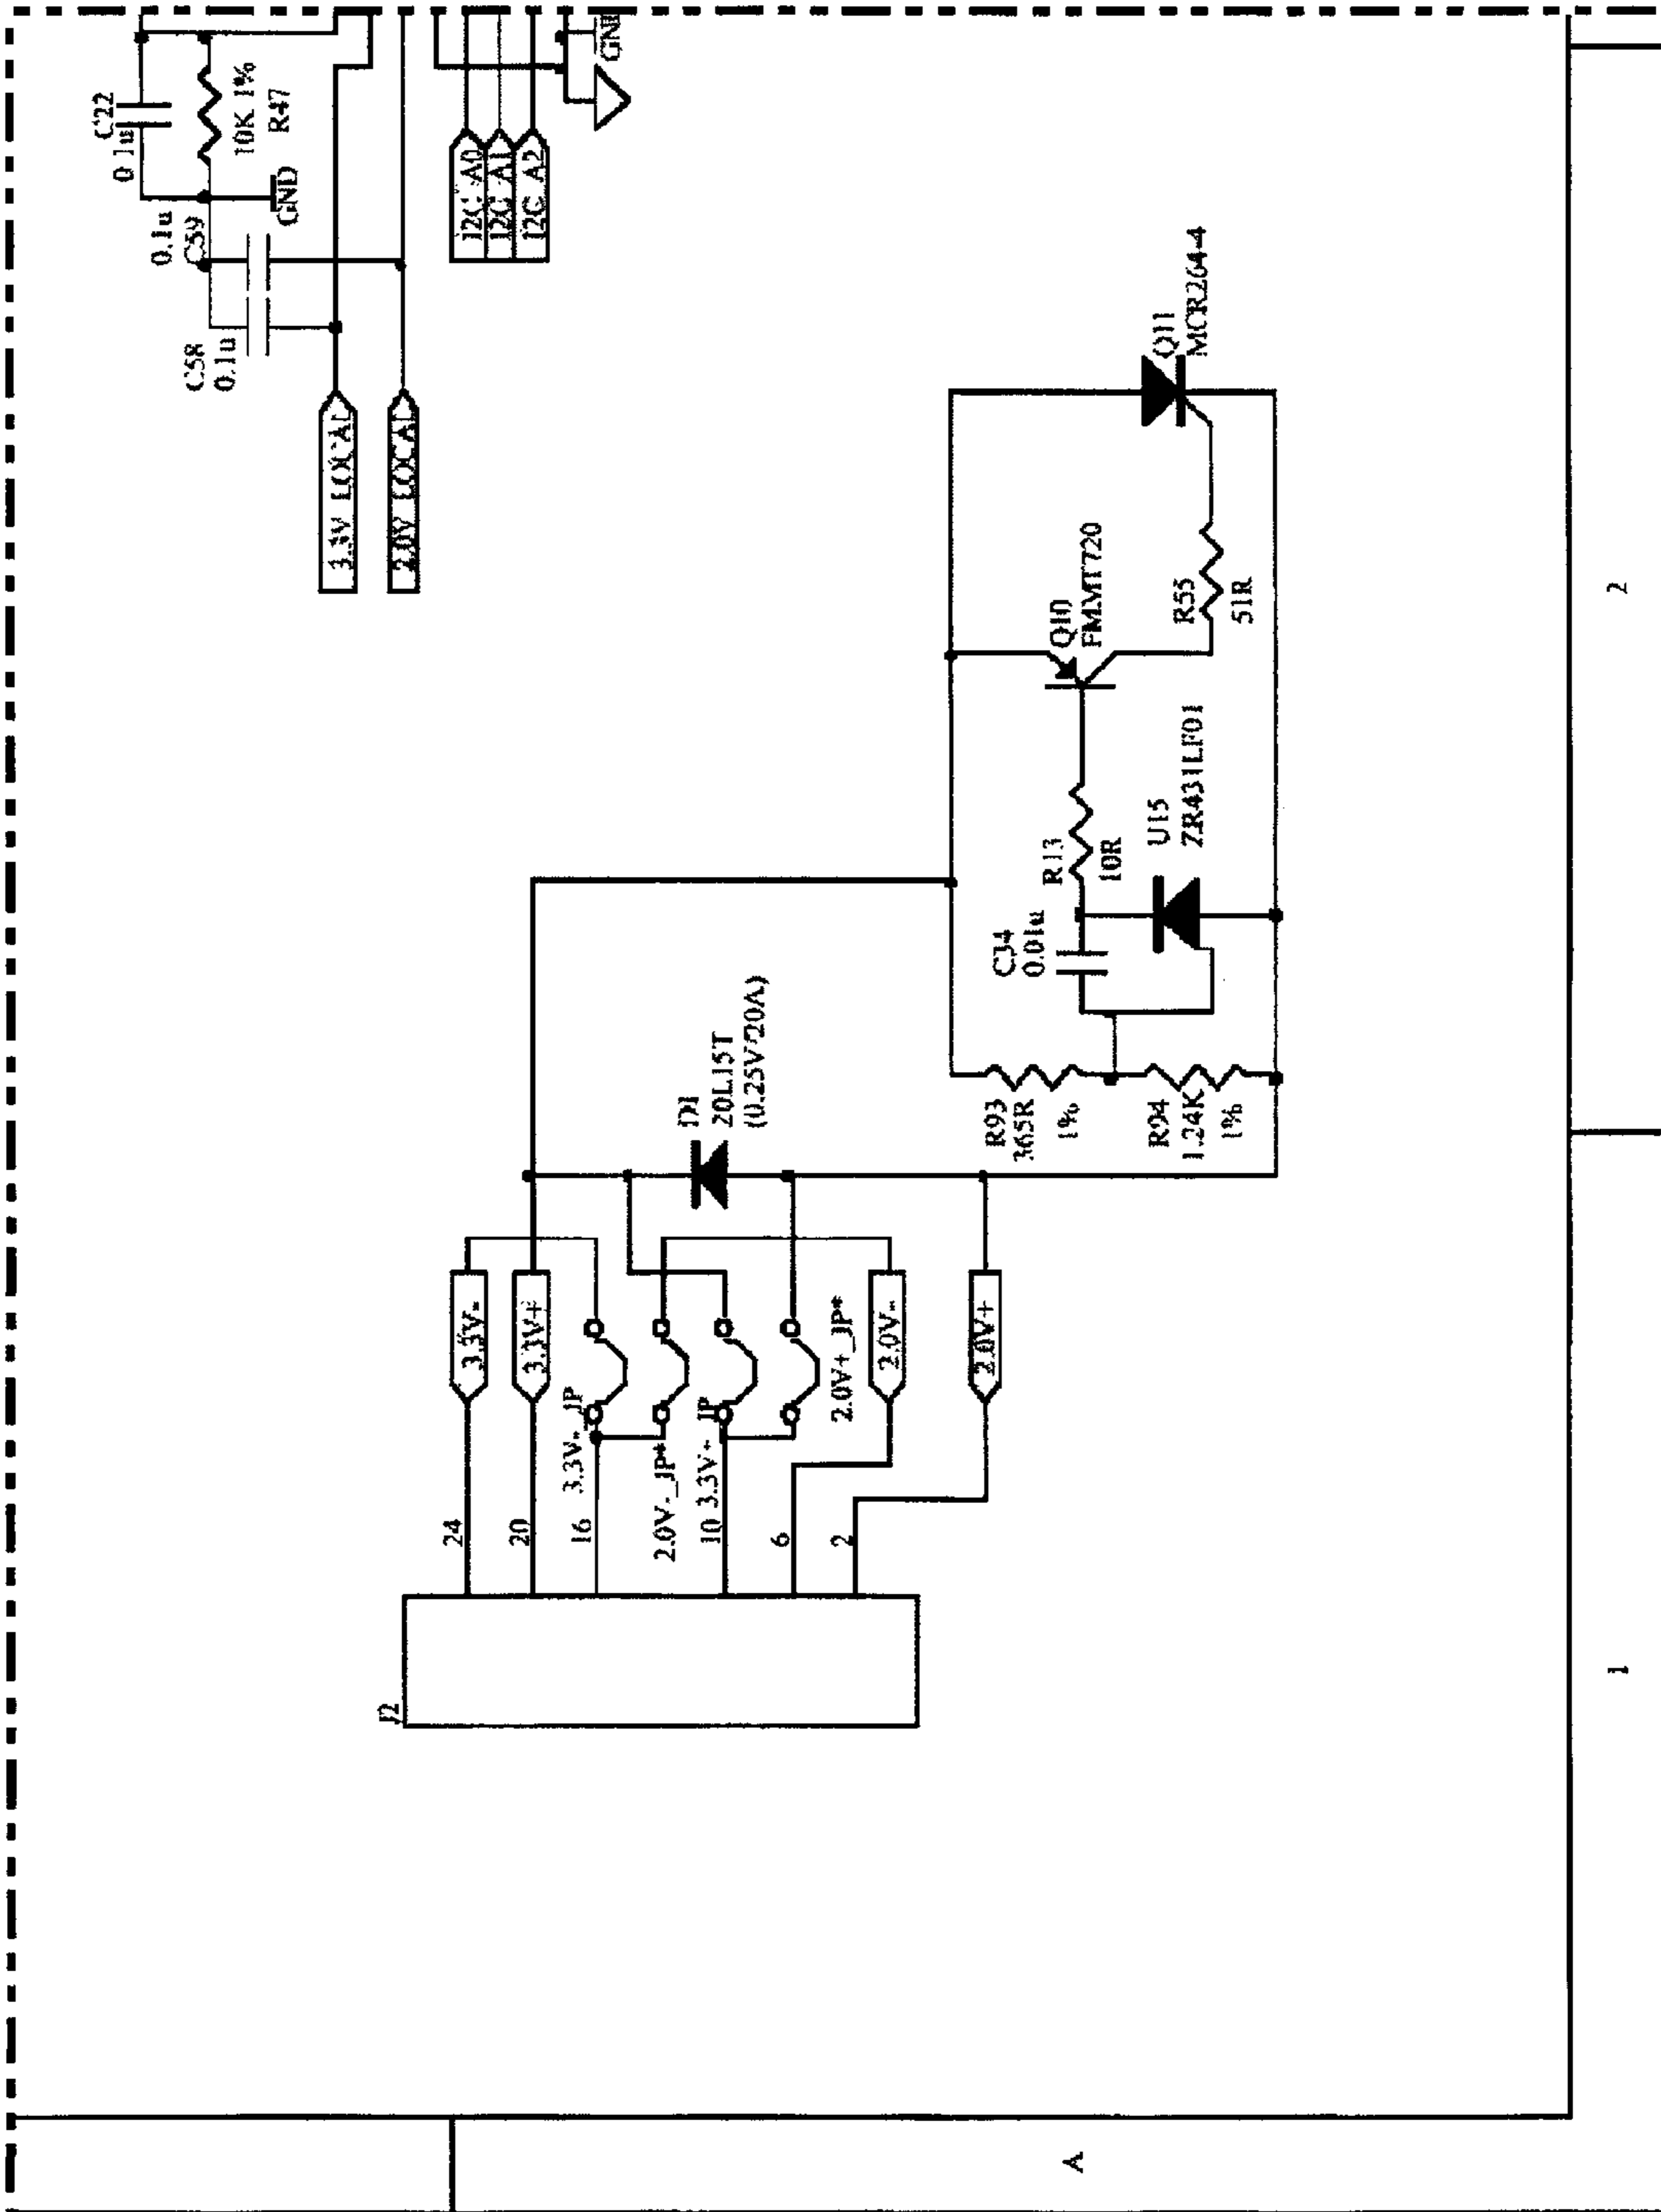 C22
0.1u
10K 1%
R47
0.1u
C59
GND
C58
0.1u
3.3V LOCAL
2.0V LOCAL
I2C A0
I2C A1
I2C A2
GND
J2
24
20
16
10
6
2
3.3V-
3.3V+
3.3V-_JP
2.0V-_JP*
3.3V+_JP
2.0V+_JP*
2.0V-
2.0V+
D1
20L15T
(0.25V/20A)
R93
365R
1%
R94
1.24K
1%
C34
0.01u
R13
10R
U15
ZR431LF01
Q10
FMMT720
R55
51R
Q11
MCR264-4
A
1
2